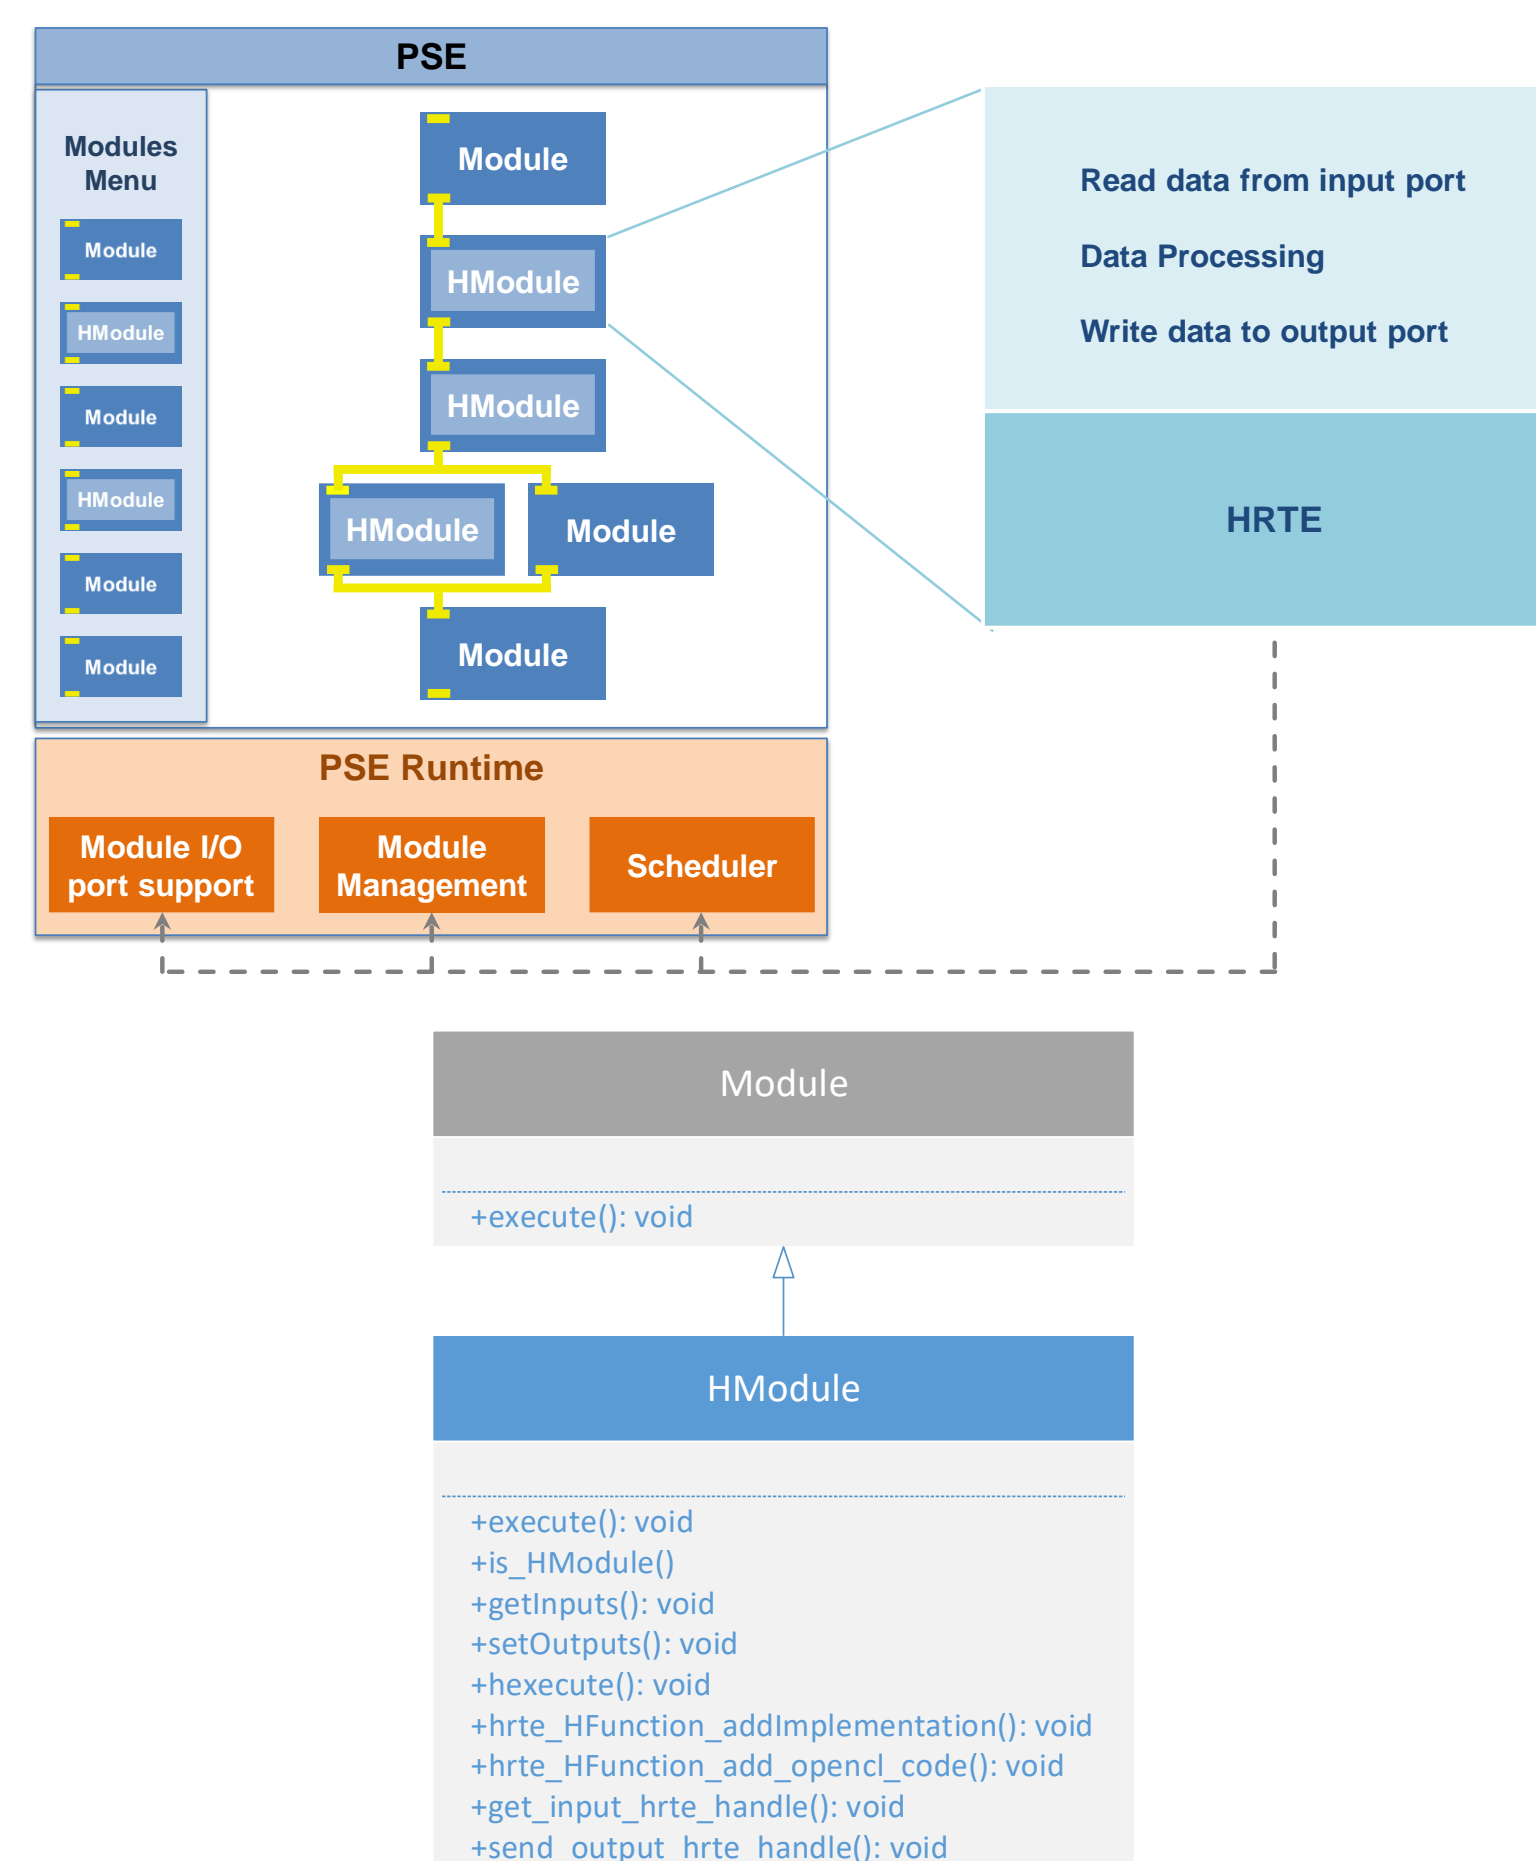 PSE
Modules
Menu
Module
HModule
Module
HModule
Module
Module
Module
HModule
HModule
HModule
Module
Module
Read data from input port
Data Processing
Write data to output port
HRTE
PSE Runtime
Module I/O
port support
Module
Management
Scheduler
Module
+execute(): void
HModule
+execute(): void
+is_HModule()
+getInputs(): void
+setOutputs(): void
+hexecute(): void
+hrte_HFunction_addImplementation(): void
+hrte_HFunction_add_opencl_code(): void
+get_input_hrte_handle(): void
+send_output_hrte_handle(): void